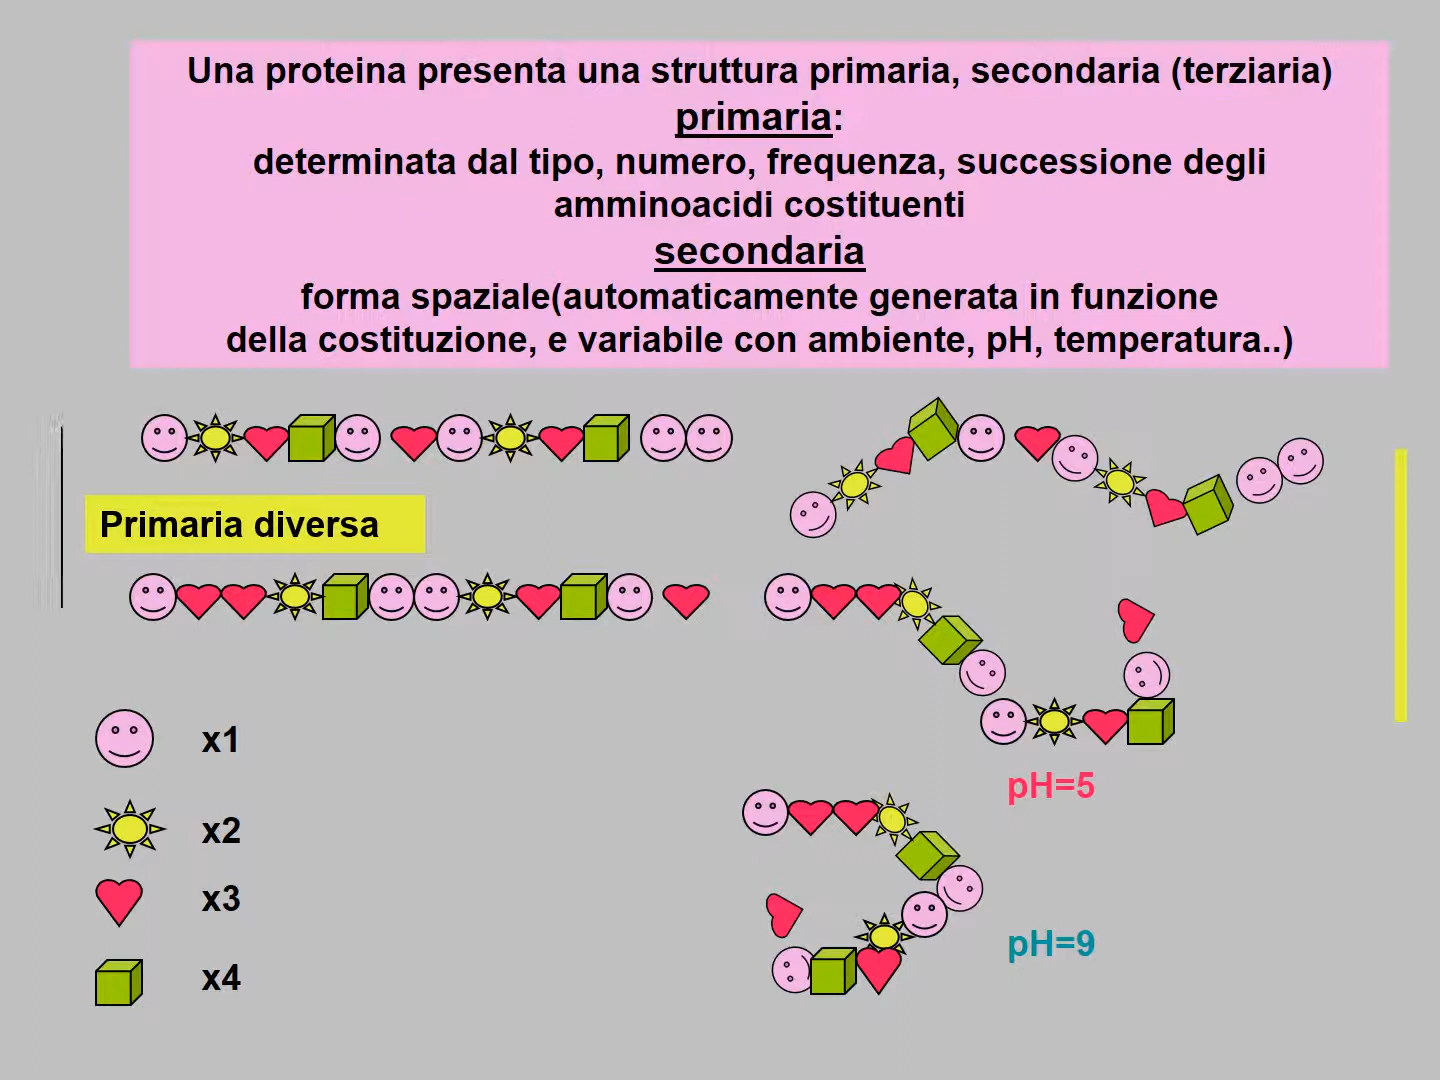 Una proteina presenta una struttura primaria, secondaria (terziaria)
primaria:
determinata dal tipo, numero, frequenza, successione degli
amminoacidi costituenti
secondaria
forma spaziale(automaticamente generata in funzione
della costituzione, e variabile con ambiente, pH, temperatura..)
Primaria diversa
x1
x2
x3
x4
pH=5
pH=9